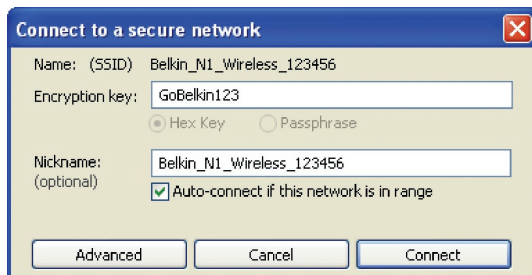 Connect to a secure network
Name: (SSID) Belkin_N1_Wireless_123456
Encryption key: GoBelkin123
Hex Key Passphrase
Nickname: Belkin_N1_Wireless_123456
(optional)
Auto-connect if this network is in range
Advanced Cancel Connect